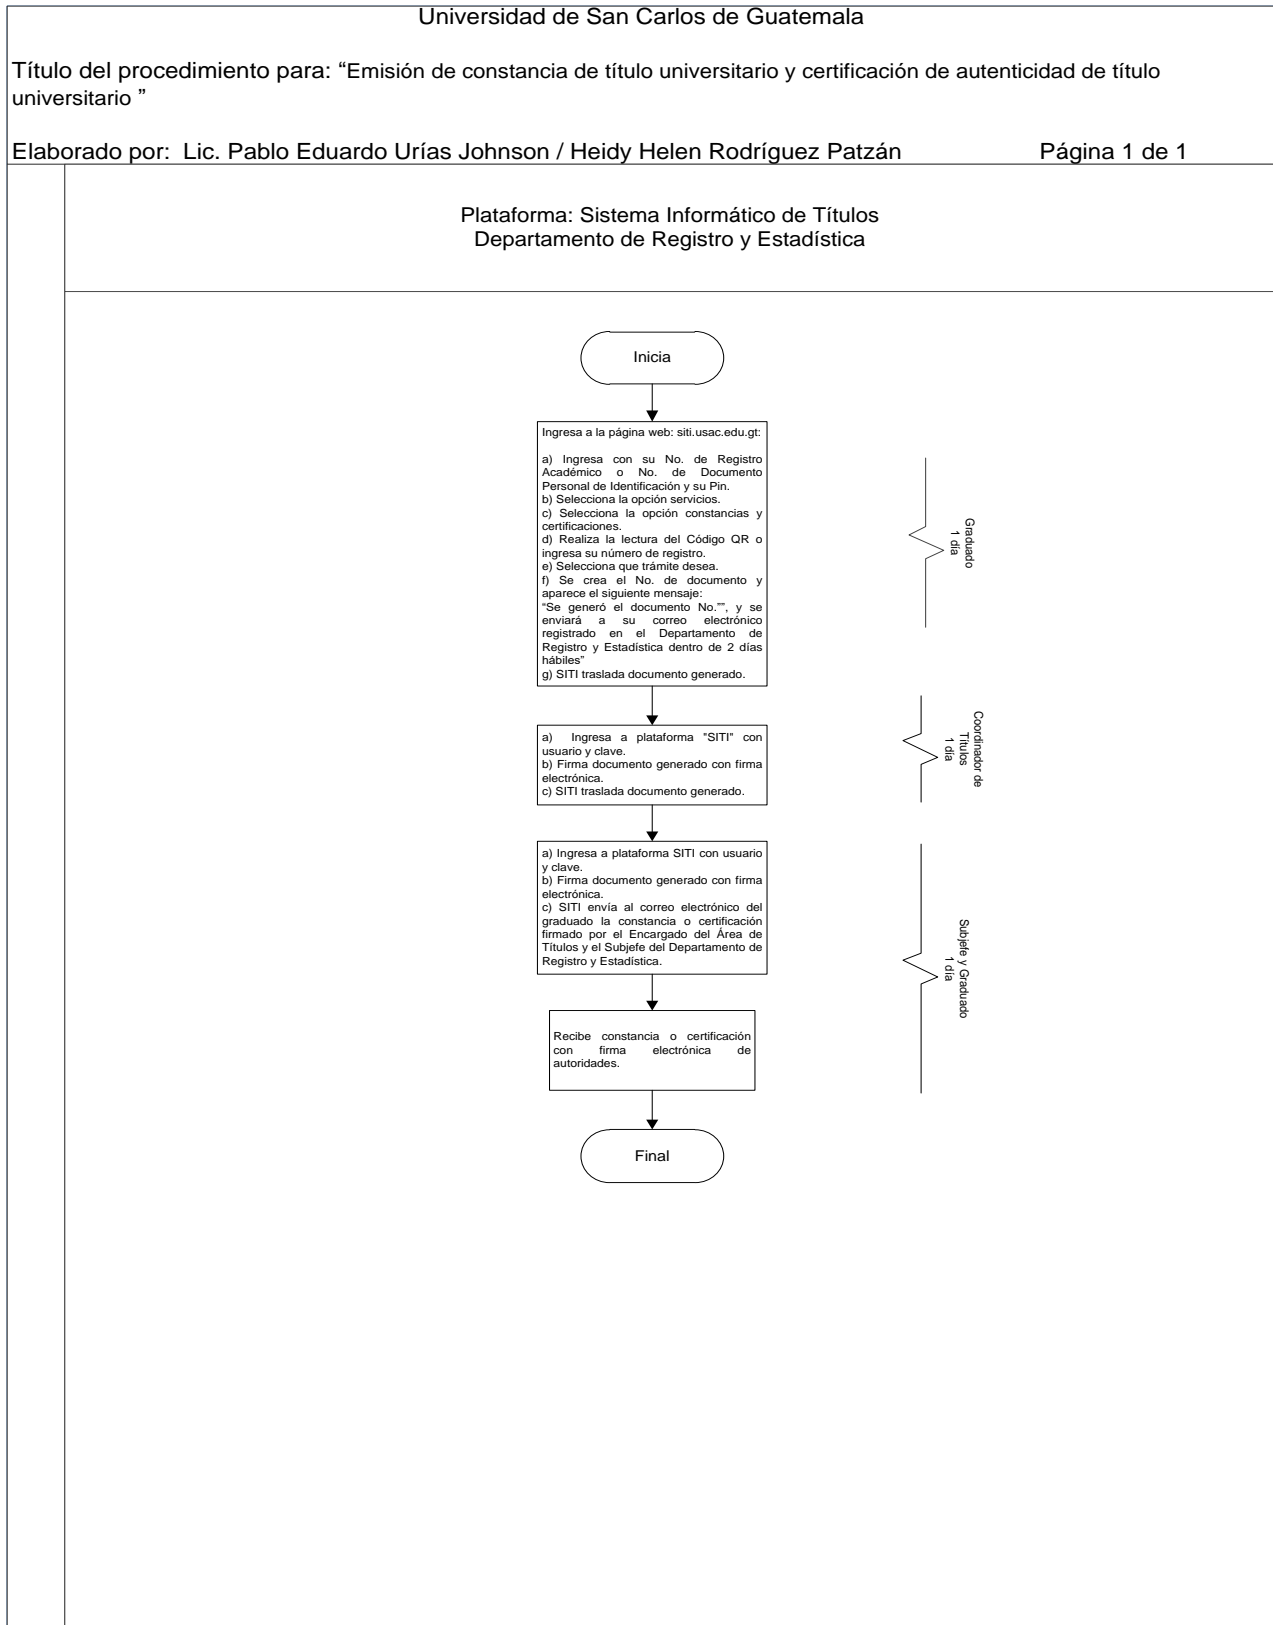 Universidad de San Carlos de Guatemala
Título del procedimiento para: “Emisión de constancia de título universitario y certificación de autenticidad de título
universitario ”
Elaborado por: Lic. Pablo Eduardo Urías Johnson / Heidy Helen Rodríguez Patzán Página 1 de 1
Plataforma: Sistema Informático de Títulos
Departamento de Registro y Estadística
Inicia
Ingresa a la página web: siti.usac.edu.gt:
a) Ingresa con su No. de Registro
Académico o No. de Documento
Personal de Identificación y su Pin.
b) Selecciona la opción servicios.
c) Selecciona la opción constancias y
certificaciones.
d) Realiza la lectura del Código QR o
ingresa su número de registro.
e) Selecciona que trámite desea.
f) Se crea el No. de documento y
aparece el siguiente mensaje:
“Se generó el documento No.””, y se
enviará a su correo electrónico
registrado en el Departamento de
Registro y Estadística dentro de 2 días
hábiles”
g) SITI traslada documento generado.
Graduado
1 día
a) Ingresa a plataforma "SITI" con
usuario y clave.
b) Firma documento generado con firma
electrónica.
c) SITI traslada documento generado.
Coordinador de
Títulos
1 día
a) Ingresa a plataforma SITI con usuario
y clave.
b) Firma documento generado con firma
electrónica.
c) SITI envía al correo electrónico del
graduado la constancia o certificación
firmado por el Encargado del Área de
Títulos y el Subjefe del Departamento de
Registro y Estadística.
Subjefe y Graduado
1 día
Recibe constancia o certificación
con firma electrónica de
autoridades.
Final